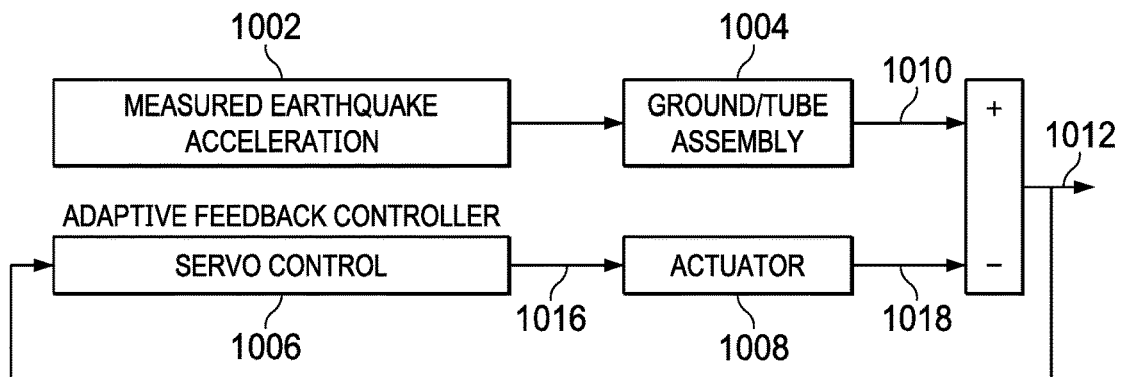 1002
1004
1010
MEASURED EARTHQUAKE
ACCELERATION
GROUND/TUBE
ASSEMBLY
+
1012
ADAPTIVE FEEDBACK CONTROLLER
SERVO CONTROL
ACTUATOR
−
1006
1016
1008
1018